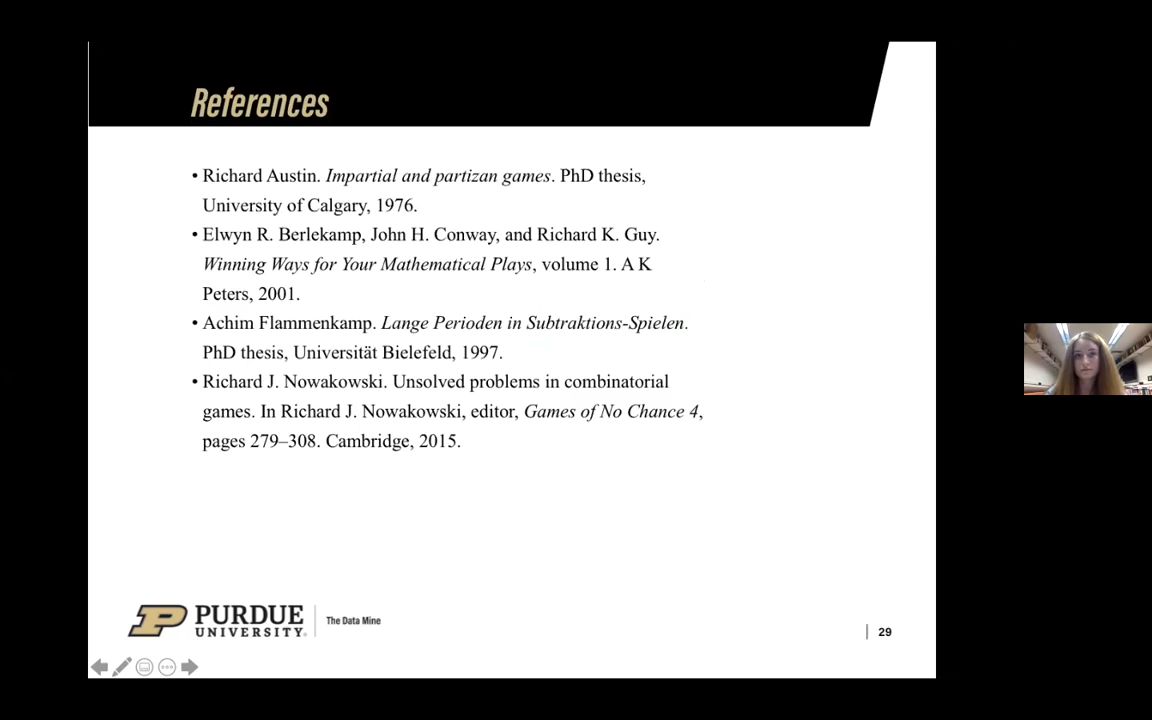 References
• Richard Austin. Impartial and partizan games. PhD thesis,
University of Calgary, 1976.
• Elwyn R. Berlekamp, John H. Conway, and Richard K. Guy.
Winning Ways for Your Mathematical Plays, volume 1. A K
Peters, 2001.
• Achim Flammenkamp. Lange Perioden in Subtraktions-Spielen.
PhD thesis, Universität Bielefeld, 1997.
• Richard J. Nowakowski. Unsolved problems in combinatorial
games. In Richard J. Nowakowski, editor, Games of No Chance 4,
pages 279–308. Cambridge, 2015.
PURDUE
UNIVERSITY®
The Data Mine
29